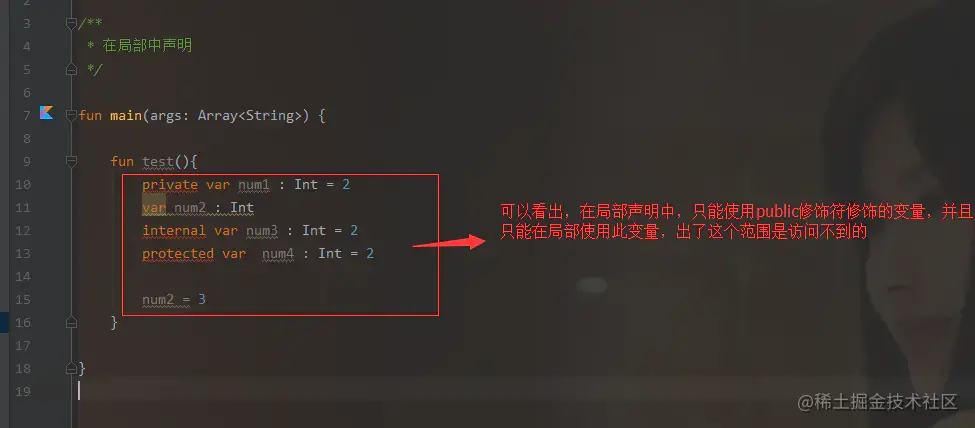 2
3 /**
4 * 在局部中声明
5 */
6
7 fun main(args: Array<String>) {
8
9 fun test(){
10 private var num1 : Int = 2
11 var num2 : Int
12 internal var num3 : Int = 2
13 protected var num4 : Int = 2
14
15 num2 = 3
16 }
17
18 }
19
可以看出，在局部声明中，只能使用public修饰符修饰的变量，并且
只能在局部使用此变量，出了这个范围是访问不到的
@稀土掘金技术社区